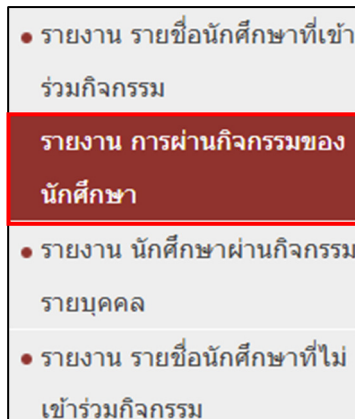 รายงาน รายชื่อนักศึกษาที่เข้า
ร่วมกิจกรรม
รายงาน การผ่านกิจกรรมของ
นักศึกษา
รายงาน นักศึกษาผ่านกิจกรรม
รายบุคคล
รายงาน รายชื่อนักศึกษาที่ไม่
เข้าร่วมกิจกรรม